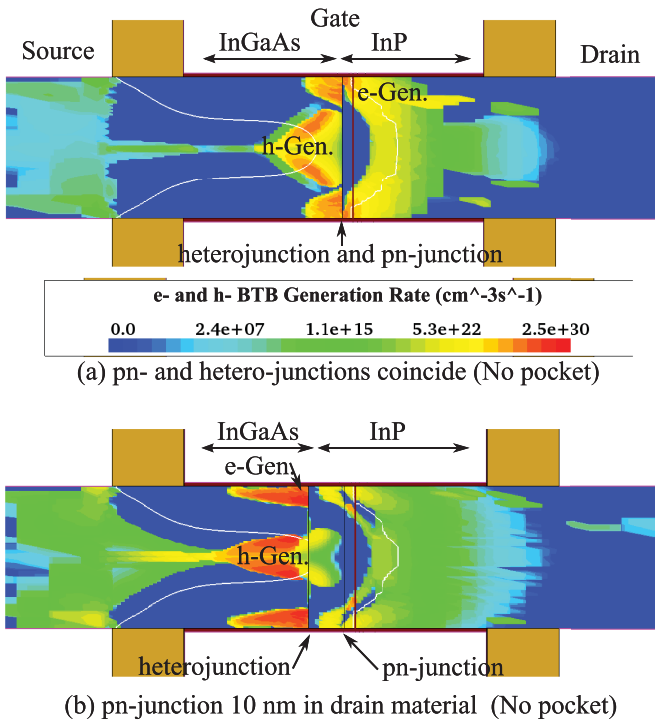 Gate
Source InGaAs InP Drain
e-Gen.
h-Gen.
heterojunction and pn-junction
e- and h- BTB Generation Rate (cm^-3s^-1)
0.0 2.4e+07 1.1e+15 5.3e+22 2.5e+30
(a) pn- and hetero-junctions coincide (No pocket)
InGaAs InP
e-Gen.
h-Gen.
heterojunction pn-junction
(b) pn-junction 10 nm in drain material (No pocket)